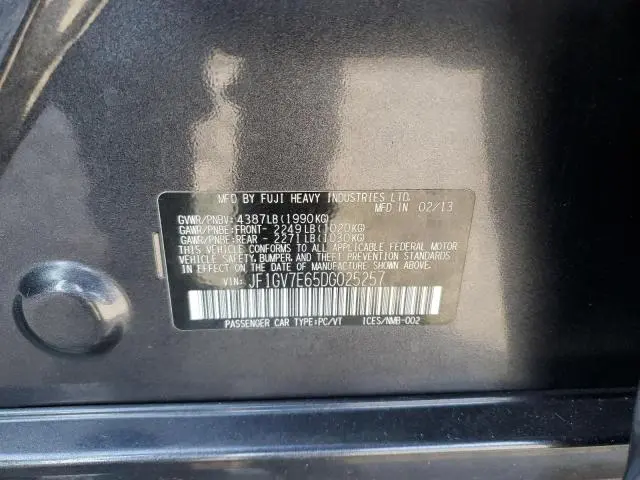 MFD BY FUJI HEAVY INDUSTRIES LTD.
MFD IN 02/13
GVWR/PNBV: 4387LB(1990KG)
GAWR/PNBE:FRONT- 2249LB(1020KG)
GAWR/PNBE:REAR - 2271LB(1030KG)
THIS VEHICLE CONFORMS TO ALL APPLICABLE FEDERAL MOTOR
VEHICLE SAFETY, BUMPER, AND THEFT PREVENTION STANDARDS
IN EFFECT ON THE DATE OF MANUFACTURE SHOWN ABOVE.
VIN: JF1GV7E65DG025257
PASSENGER CAR TYPE:PC/VT ICES/NMB-002